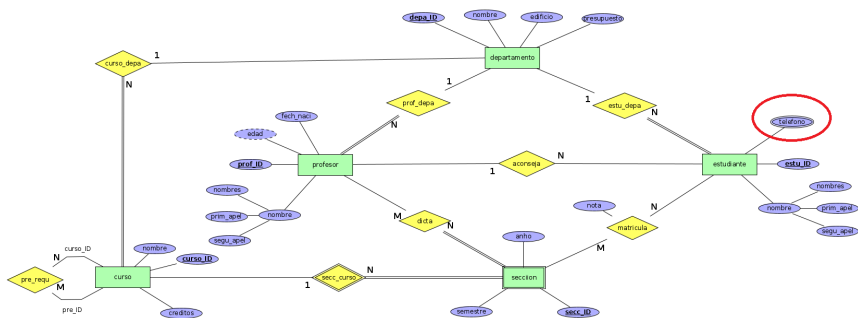 depa_ID
nombre
edificio
presupuesto
curso_depa
1
departamento
N
1
prof_depa
N
1
estu_depa
N
telefono
fech_naci
edad
prof_ID
profesor
aconseja
1
N
estudiante
estu_ID
nombres
prim_apel
segu_apel
nombre
nombres
prim_apel
segu_apel
nombre
M
dicta
N
nota
matricula
N
M
anho
curso_ID
N
pre_requ
M
pre_ID
curso
nombre
curso_ID
creditos
1
secc_curso
N
secciion
semestre
secc_ID